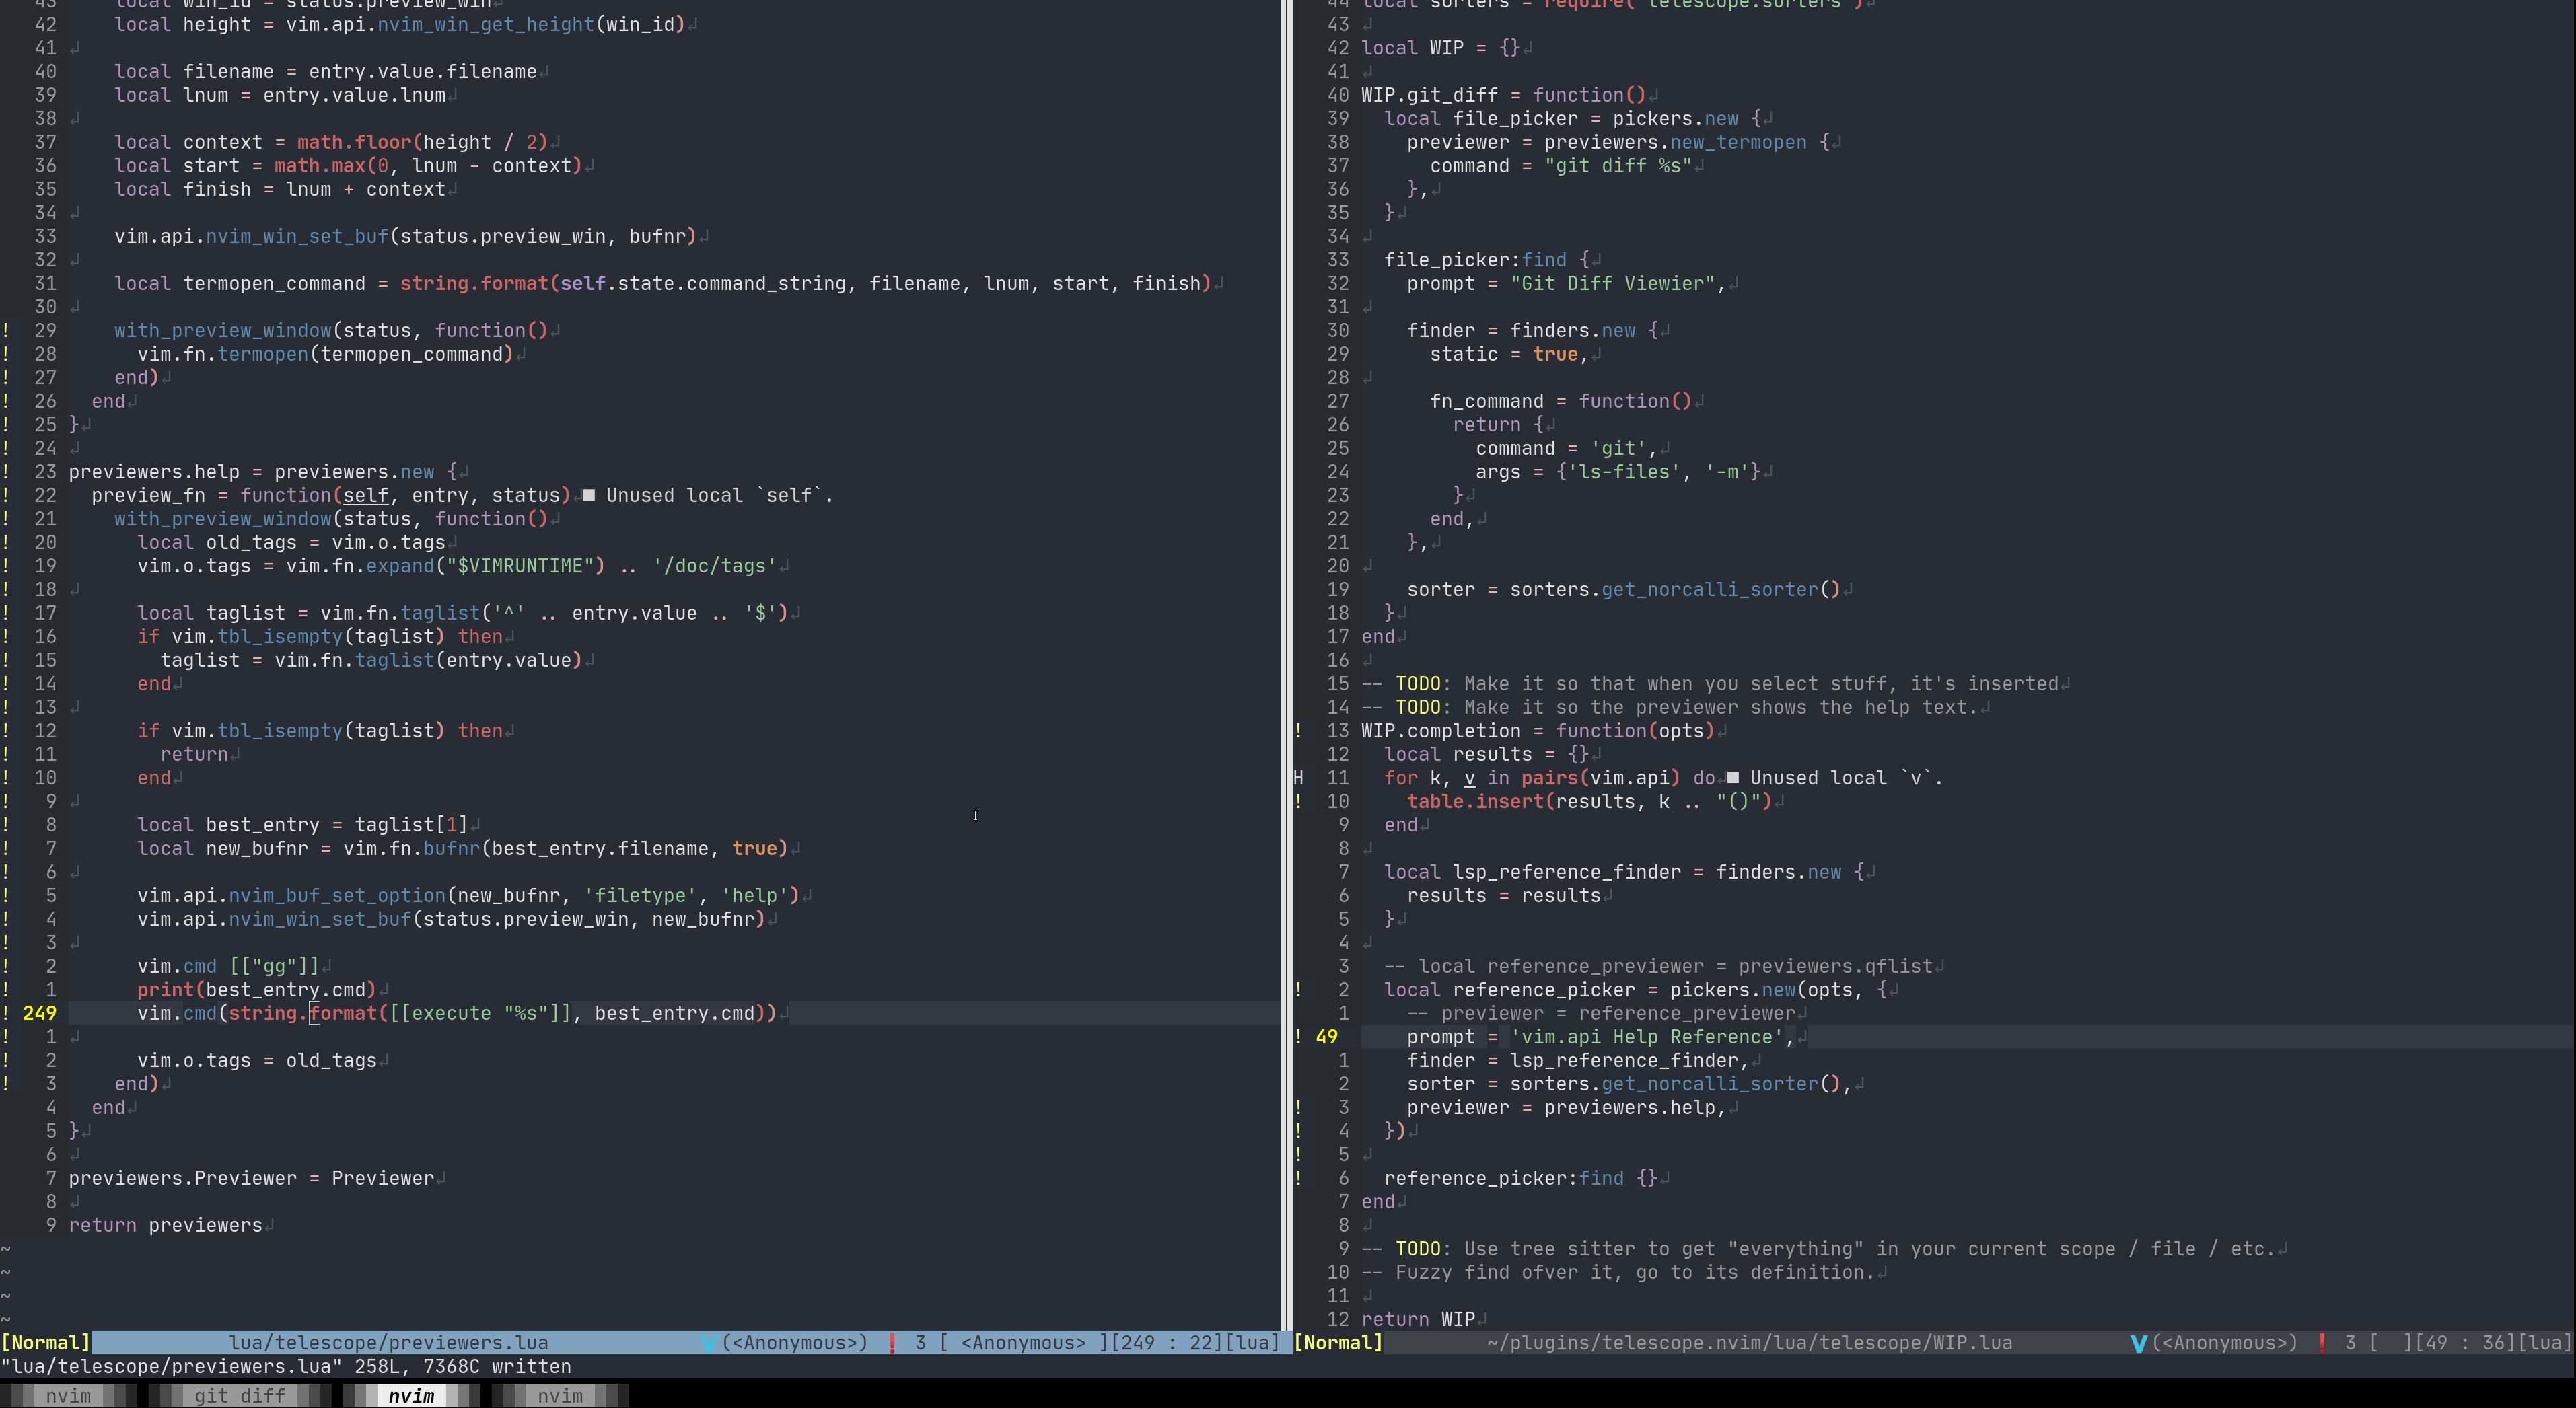 43     local win_id = status.preview_win
42     local height = vim.api.nvim_win_get_height(win_id)↲
41 ↲
40     local filename = entry.value.filename↲
39     local lnum = entry.value.lnum↲
38 ↲
37     local context = math.floor(height / 2)↲
36     local start = math.max(0, lnum - context)↲
35     local finish = lnum + context↲
34 ↲
33     vim.api.nvim_win_set_buf(status.preview_win, bufnr)↲
32 ↲
31     local termopen_command = string.format(self.state.command_string, filename, lnum, start, finish)↲
30 ↲
! 29     with_preview_window(status, function()↲
! 28       vim.fn.termopen(termopen_command)↲
! 27     end)↲
! 26   end↲
! 25 }↲
! 24 ↲
! 23 previewers.help = previewers.new {↲
! 22   preview_fn = function(self, entry, status)↲■ Unused local `self`.
! 21     with_preview_window(status, function()↲
! 20       local old_tags = vim.o.tags↲
! 19       vim.o.tags = vim.fn.expand("$VIMRUNTIME") .. '/doc/tags'↲
! 18 ↲
! 17       local taglist = vim.fn.taglist('^' .. entry.value .. '$')↲
! 16       if vim.tbl_isempty(taglist) then↲
! 15         taglist = vim.fn.taglist(entry.value)↲
! 14       end↲
! 13 ↲
! 12       if vim.tbl_isempty(taglist) then↲
! 11         return↲
! 10       end↲
! 9 ↲
! 8       local best_entry = taglist[1]↲
! 7       local new_bufnr = vim.fn.bufnr(best_entry.filename, true)↲
! 6 ↲
! 5       vim.api.nvim_buf_set_option(new_bufnr, 'filetype', 'help')↲
! 4       vim.api.nvim_win_set_buf(status.preview_win, new_bufnr)↲
! 3 ↲
! 2       vim.cmd [["gg"]]↲
! 1       print(best_entry.cmd)↲
! 249       vim.cmd(string.format([[execute "%s"]], best_entry.cmd))↲
! 1 ↲
! 2       vim.o.tags = old_tags↲
! 3     end)↲
4   end↲
5 }↲
6 ↲
7 previewers.Previewer = Previewer↲
8 ↲
9 return previewers↲
~
~
~
~
[Normal] lua/telescope/previewers.lua V(<Anonymous>) ❗ 3 [ <Anonymous> ][249 : 22][lua]
44 local sorters = require('telescope.sorters')↲
43 ↲
42 local WIP = {}↲
41 ↲
40 WIP.git_diff = function()↲
39   local file_picker = pickers.new {↲
38     previewer = previewers.new_termopen {↲
37       command = "git diff %s"↲
36     },↲
35   }↲
34 ↲
33   file_picker:find {↲
32     prompt = "Git Diff Viewier",↲
31 ↲
30     finder = finders.new {↲
29       static = true,↲
28 ↲
27       fn_command = function()↲
26         return {↲
25           command = 'git',↲
24           args = {'ls-files', '-m'}↲
23         }↲
22       end,↲
21     },↲
20 ↲
19     sorter = sorters.get_norcalli_sorter()↲
18   }↲
17 end↲
16 ↲
15 -- TODO: Make it so that when you select stuff, it's inserted↲
14 -- TODO: Make it so the previewer shows the help text.↲
! 13 WIP.completion = function(opts)↲
12   local results = {}↲
H 11   for k, v in pairs(vim.api) do↲■ Unused local `v`.
! 10     table.insert(results, k .. "()")↲
9   end↲
8 ↲
7   local lsp_reference_finder = finders.new {↲
6     results = results↲
5   }↲
4 ↲
3   -- local reference_previewer = previewers.qflist↲
! 2   local reference_picker = pickers.new(opts, {↲
1     -- previewer = reference_previewer↲
! 49     prompt = 'vim.api Help Reference',↲
1     finder = lsp_reference_finder,↲
2     sorter = sorters.get_norcalli_sorter(),↲
! 3     previewer = previewers.help,↲
! 4   })↲
! 5 ↲
! 6   reference_picker:find {}↲
7 end↲
8 ↲
9 -- TODO: Use tree sitter to get "everything" in your current scope / file / etc.↲
10 -- Fuzzy find ofver it, go to its definition.↲
11 ↲
12 return WIP↲
[Normal] ~/plugins/telescope.nvim/lua/telescope/WIP.lua V(<Anonymous>) ❗ 3 [  ][49 : 36][lua]
"lua/telescope/previewers.lua" 258L, 7368C written
nvim git diff nvim nvim